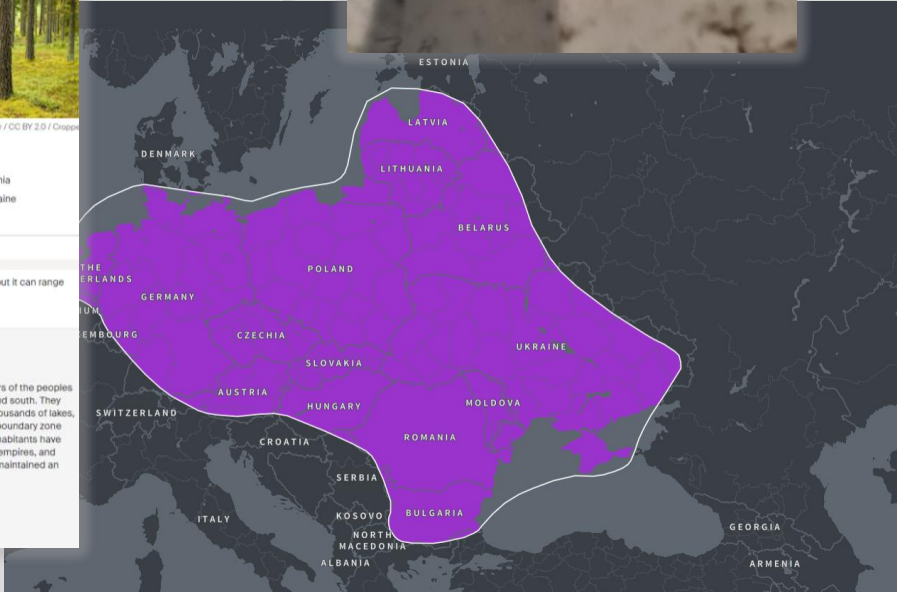 / CC BY 2.0 / Croppe
nia
aine
out it can range
rs of the peoples
d south. They
ousands of lakes,
boundary zone
habitants have
empires, and
maintained an
ESTONIA
LATVIA
DENMARK
LITHUANIA
BELARUS
THE
ERLANDS
POLAND
GERMANY
IUM
EMBOURG
CZECHIA
UKRAINE
SLOVAKIA
AUSTRIA
MOLDOVA
HUNGARY
SWITZERLAND
ROMANIA
CROATIA
SERBIA
BULGARIA
KOSOVO
ITALY
GEORGIA
NORTH
MACEDONIA
ALBANIA
ARMENIA